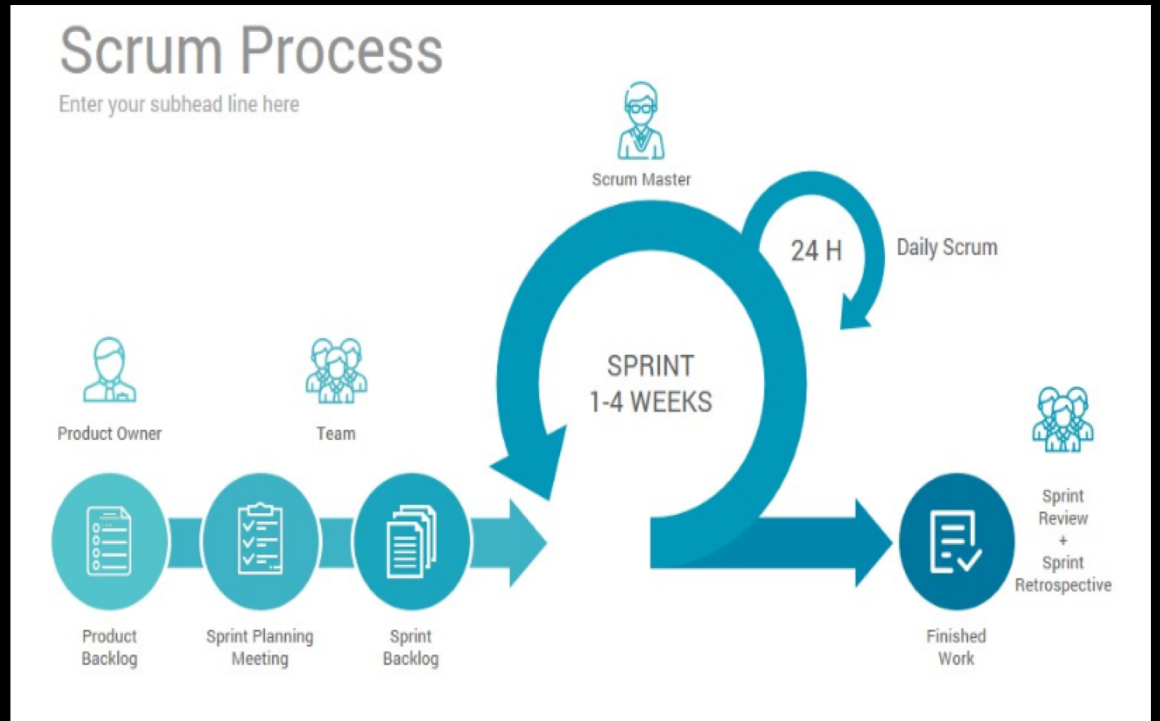 Scrum Process
Enter your subhead line here
Scrum Master
24 H
Daily Scrum
SPRINT
1-4 WEEKS
Product Owner
Team
Product
Backlog
Sprint Planning
Meeting
Sprint
Backlog
Finished
Work
Sprint
Review
+
Sprint
Retrospective